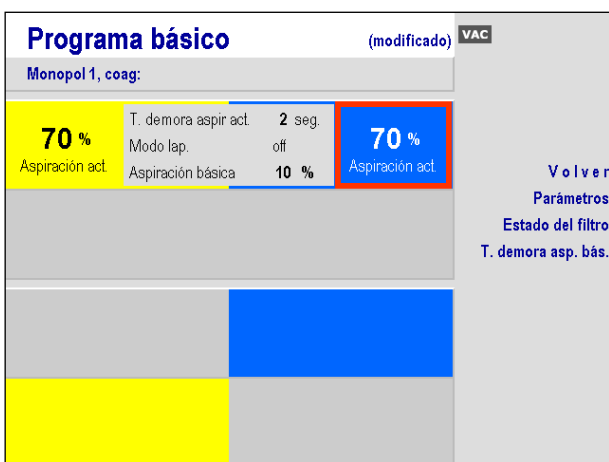 Programa básico (modificado) VAC
Monopol 1, coag:
70 %
Aspiración act.
T. demora aspir act. 2 seg.
Modo lap. off
Aspiración básica 10 %
70 %
Aspiración act.
Volver
Parámetros
Estado del filtro
T. demora asp. bás.